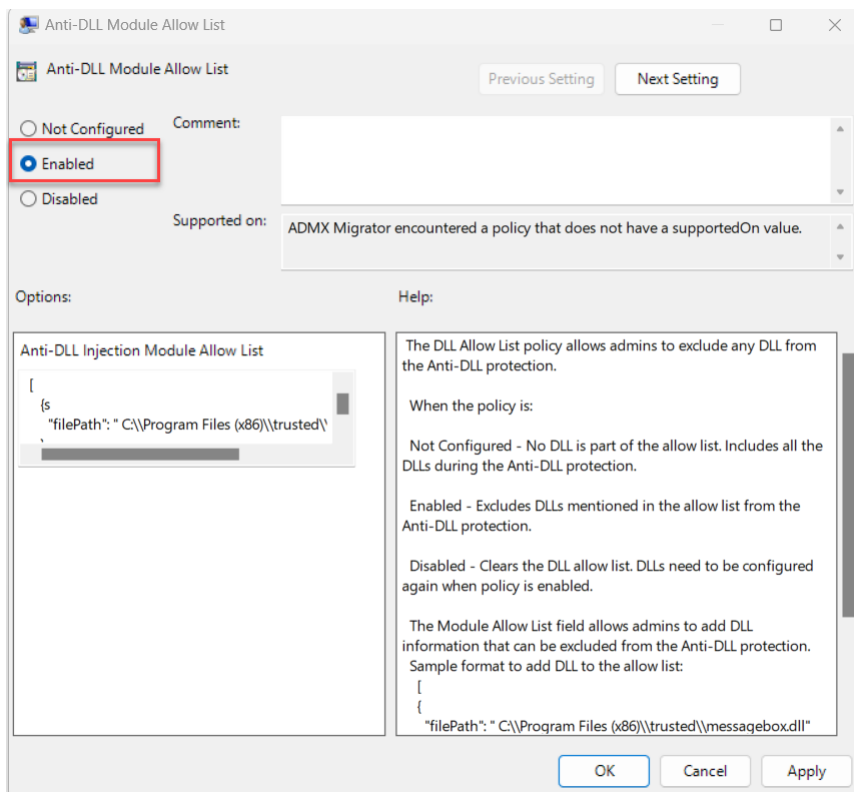 Anti-DLL Module Allow List
Anti-DLL Module Allow List
Previous Setting
Next Setting
Not Configured
Comment:
Enabled
Disabled
Supported on:
ADMX Migrator encountered a policy that does not have a supportedOn value.
Options:
Help:
Anti-DLL Injection Module Allow List
[
{s
"filePath": " C:\\Program Files (x86)\\trusted\\
The DLL Allow List policy allows admins to exclude any DLL from
the Anti-DLL protection.
When the policy is:
Not Configured - No DLL is part of the allow list. Includes all the
DLLs during the Anti-DLL protection.
Enabled - Excludes DLLs mentioned in the allow list from the
Anti-DLL protection.
Disabled - Clears the DLL allow list. DLLs need to be configured
again when policy is enabled.
The Module Allow List field allows admins to add DLL
information that can be excluded from the Anti-DLL protection.
Sample format to add DLL to the allow list:
[
{
"filePath": " C:\\Program Files (x86)\\trusted\\messagebox.dll"
OK
Cancel
Apply